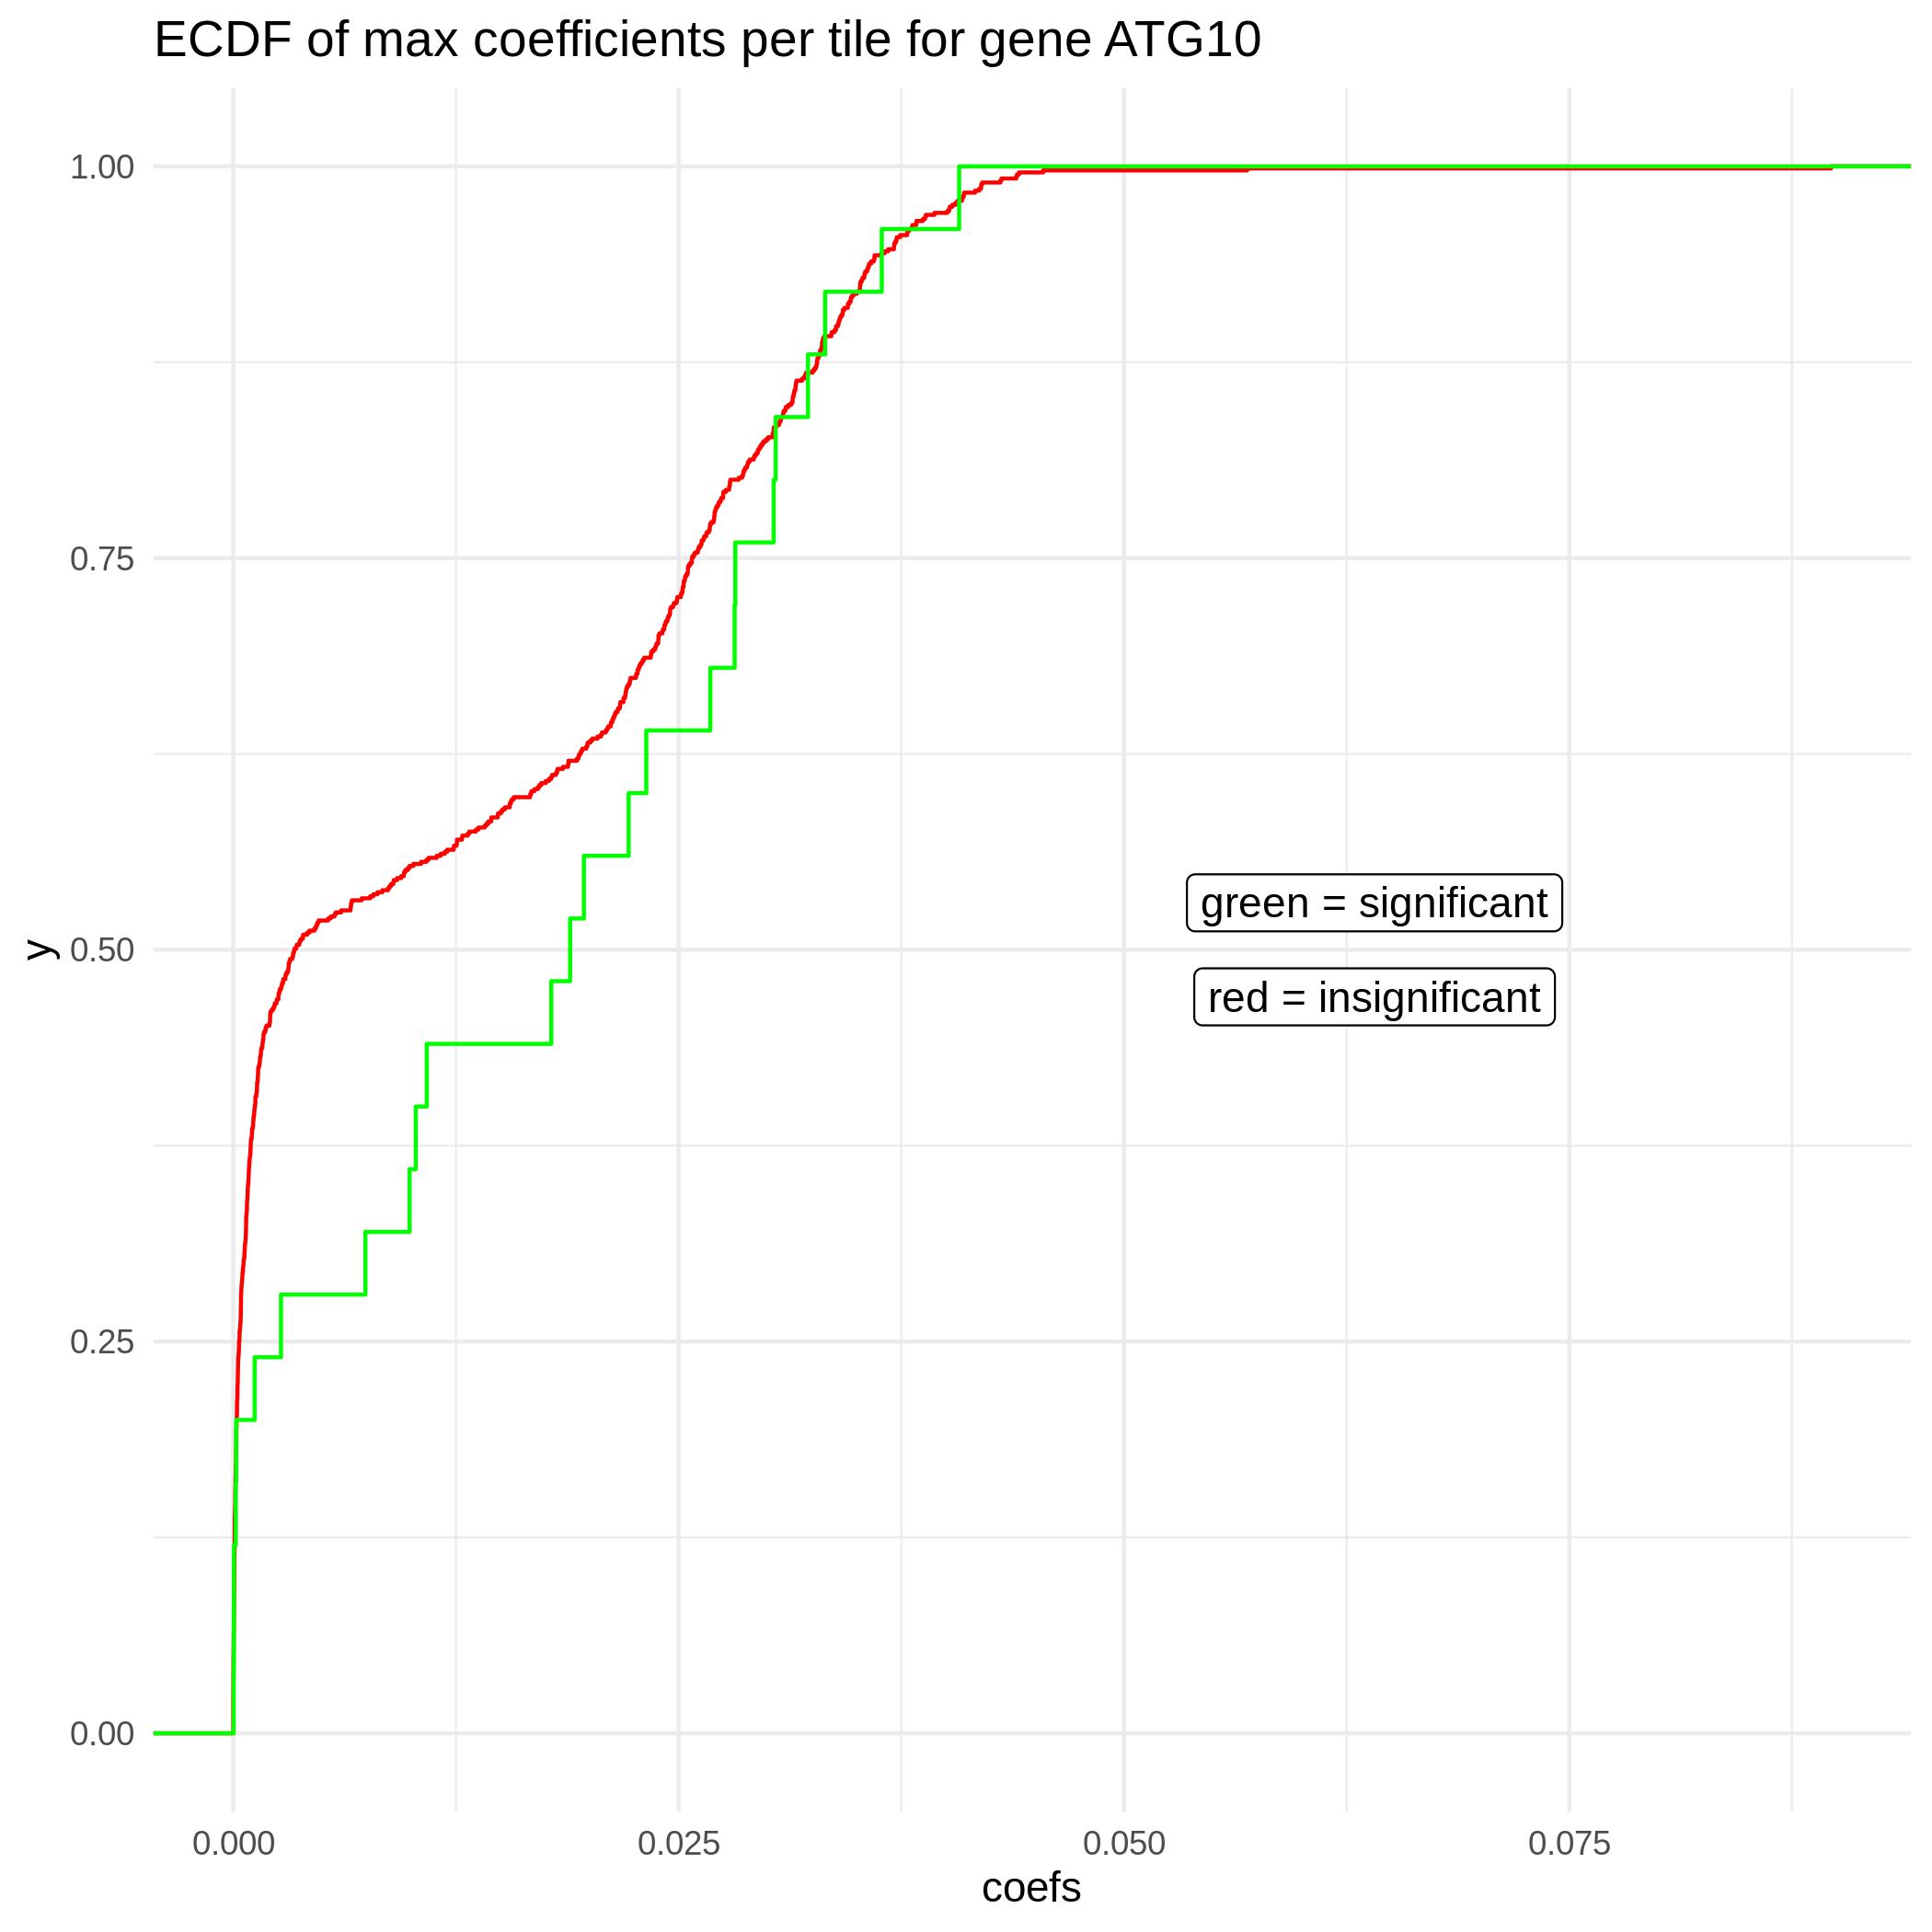 ECDF of max coefficients per tile for gene ATG10
1.00
0.75
0.50
0.25
0.00
y
green = significant
red = insignificant
0.000
0.025
0.050
0.075
coefs